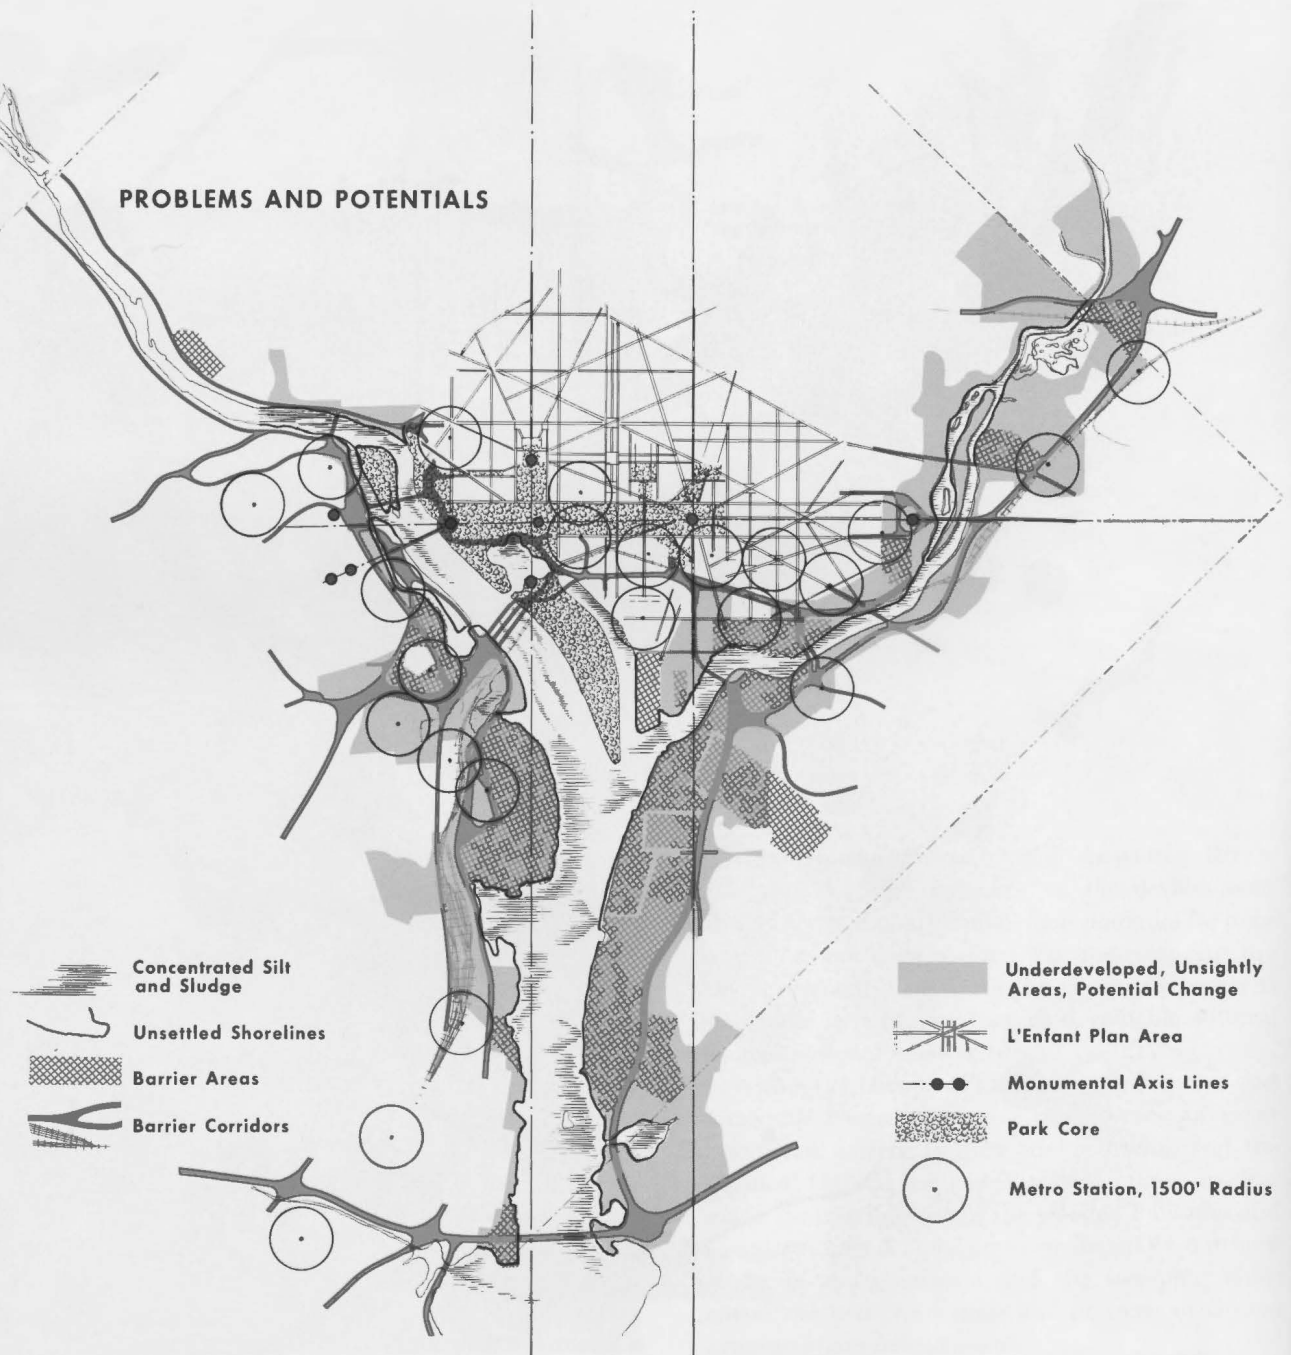 PROBLEMS AND POTENTIALS
Concentrated Silt
and Sludge
Unsettled Shorelines
Barrier Areas
Barrier Corridors
Underdeveloped, Unsightly
Areas, Potential Change
L'Enfant Plan Area
Monumental Axis Lines
Park Core
Metro Station, 1500' Radius